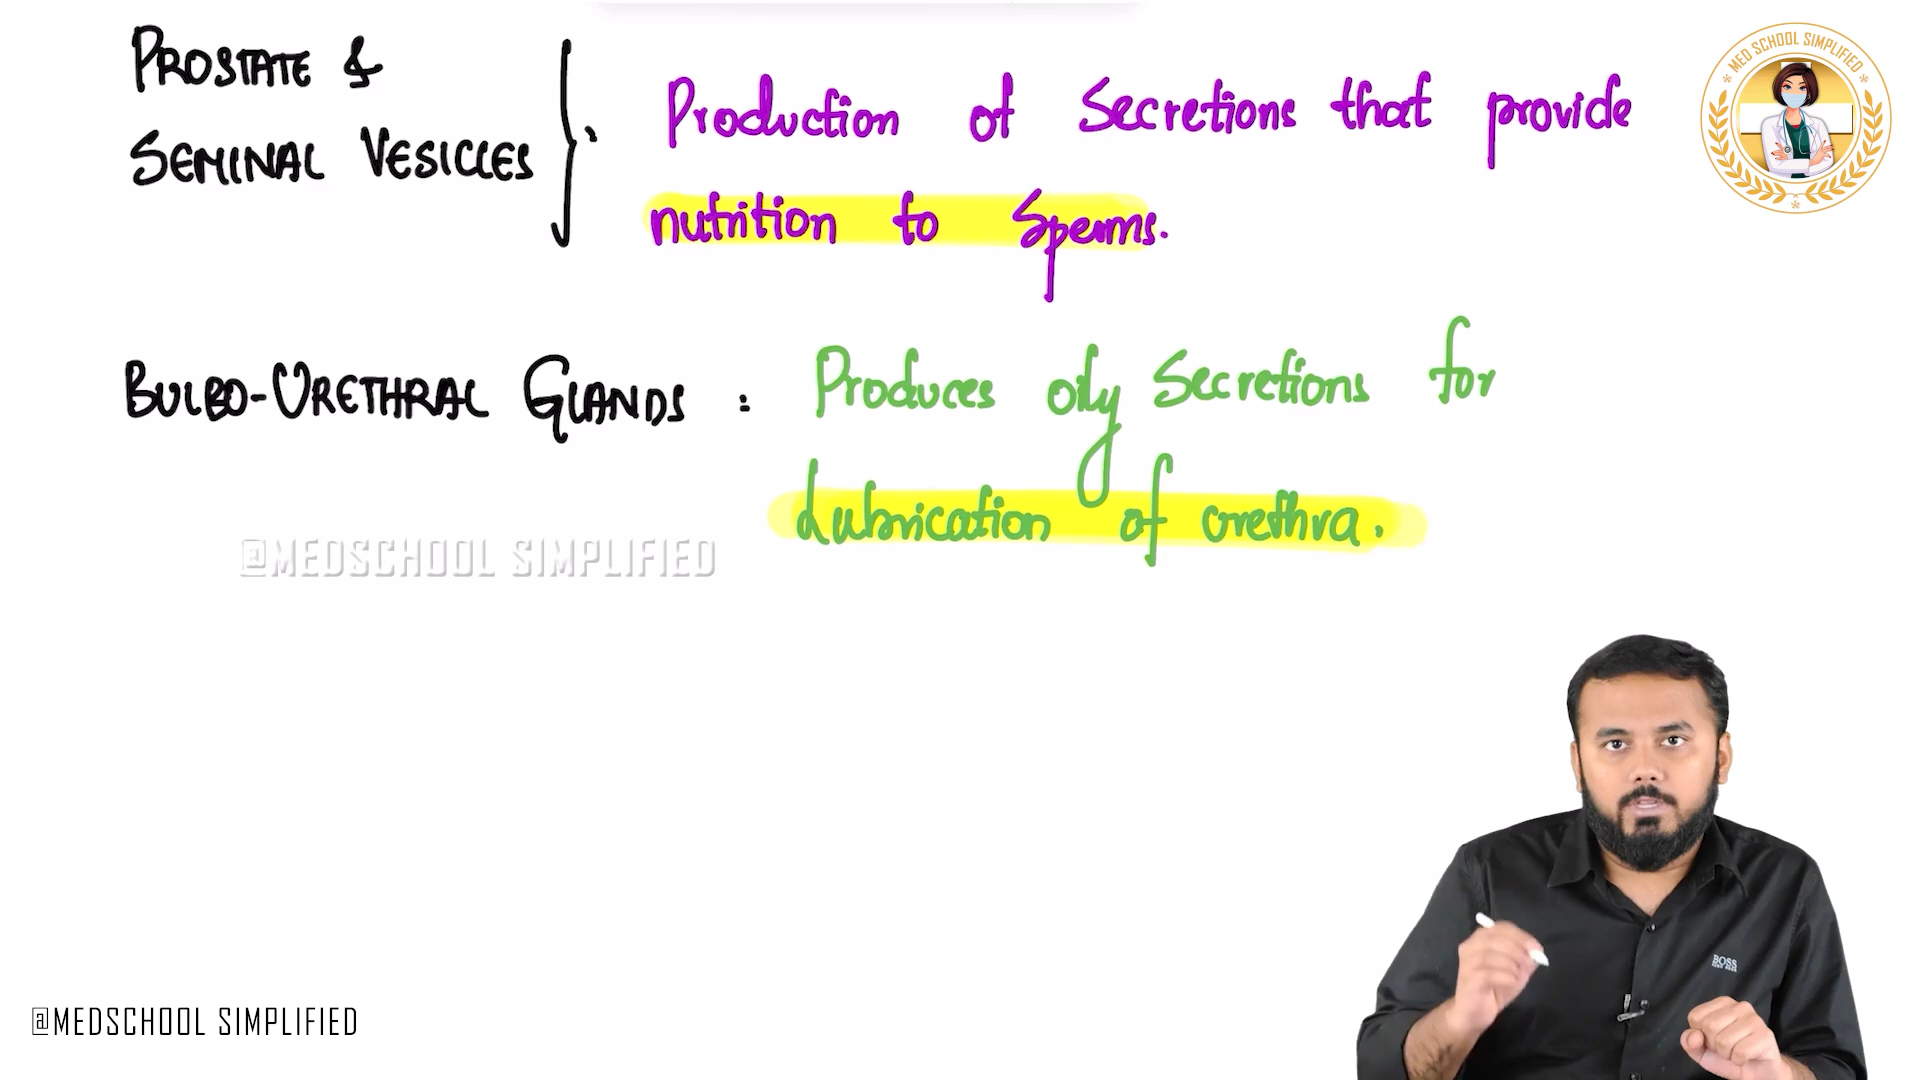 PROSTATE &
SEMINAL VESICLES
Production of Secretions that provide
nutrition to Sperms.
BULBO-URETHRAL GLANDS :
Produces oily Secretions for
Lubrication of urethra.
@MEDSCHOOL SIMPLIFIED
@MEDSCHOOL SIMPLIFIED
MED SCHOOL SIMPLIFIED
BOSS